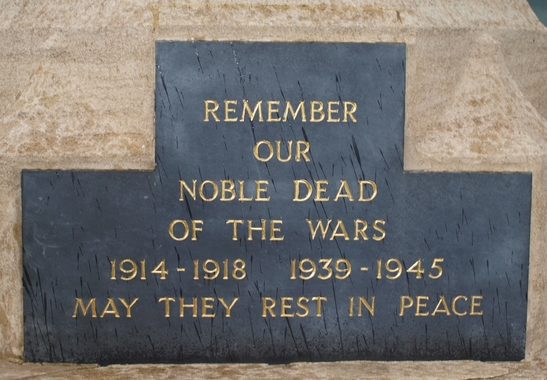 REMEMBER
OUR
NOBLE DEAD
OF THE WARS
1914-1918 1939-1945
MAY THEY REST IN PEACE